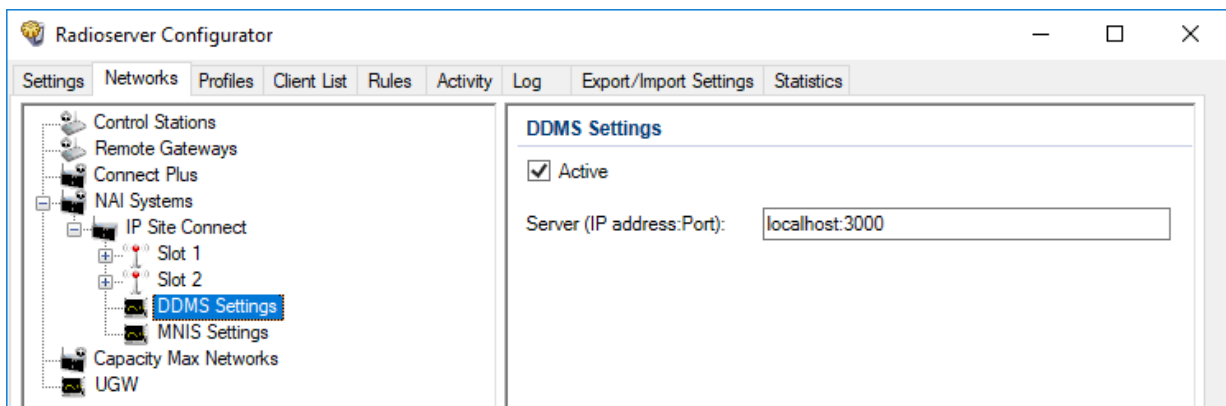 Radioserver Configurator
Settings Networks Profiles Client List Rules Activity Log Export/Import Settings Statistics
Control Stations
Remote Gateways
Connect Plus
NAI Systems
IP Site Connect
Slot 1
Slot 2
DDMS Settings
MNIS Settings
Capacity Max Networks
UGW
DDMS Settings
Active
Server (IP address:Port): localhost:3000